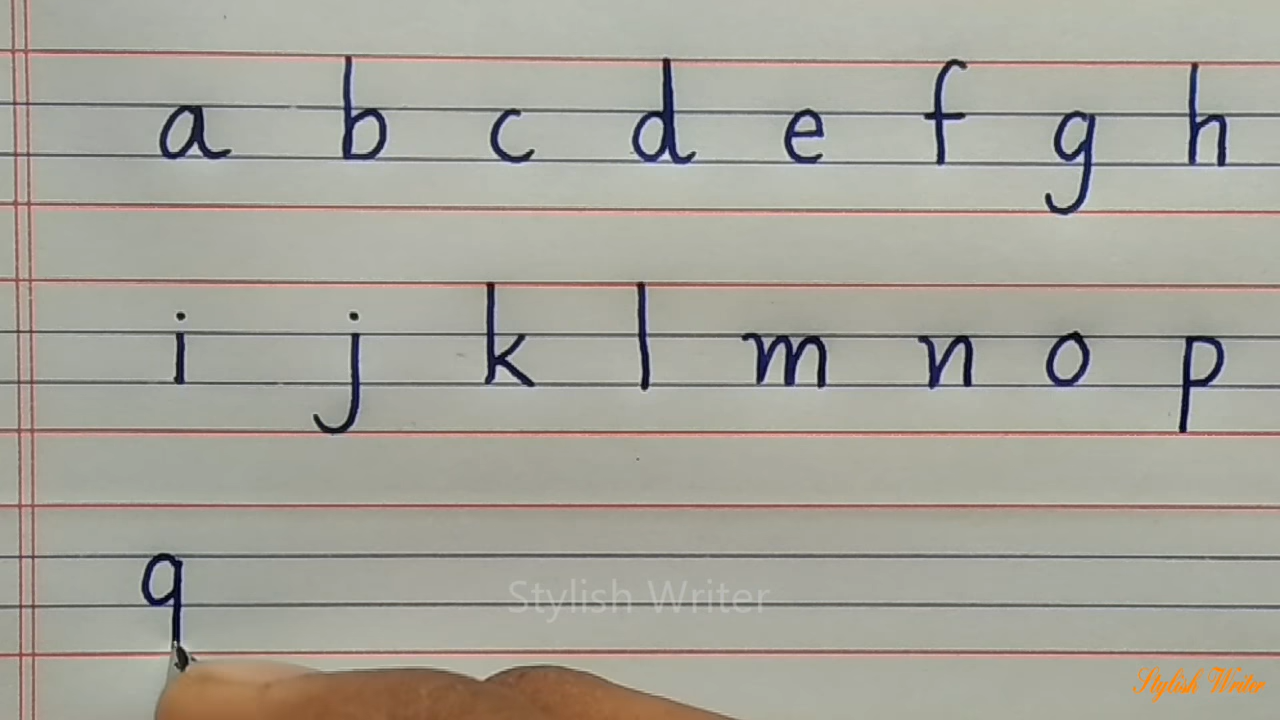 a b c d e f g h
i j k l m n o p
q
Stylish Writer
Stylish Writer